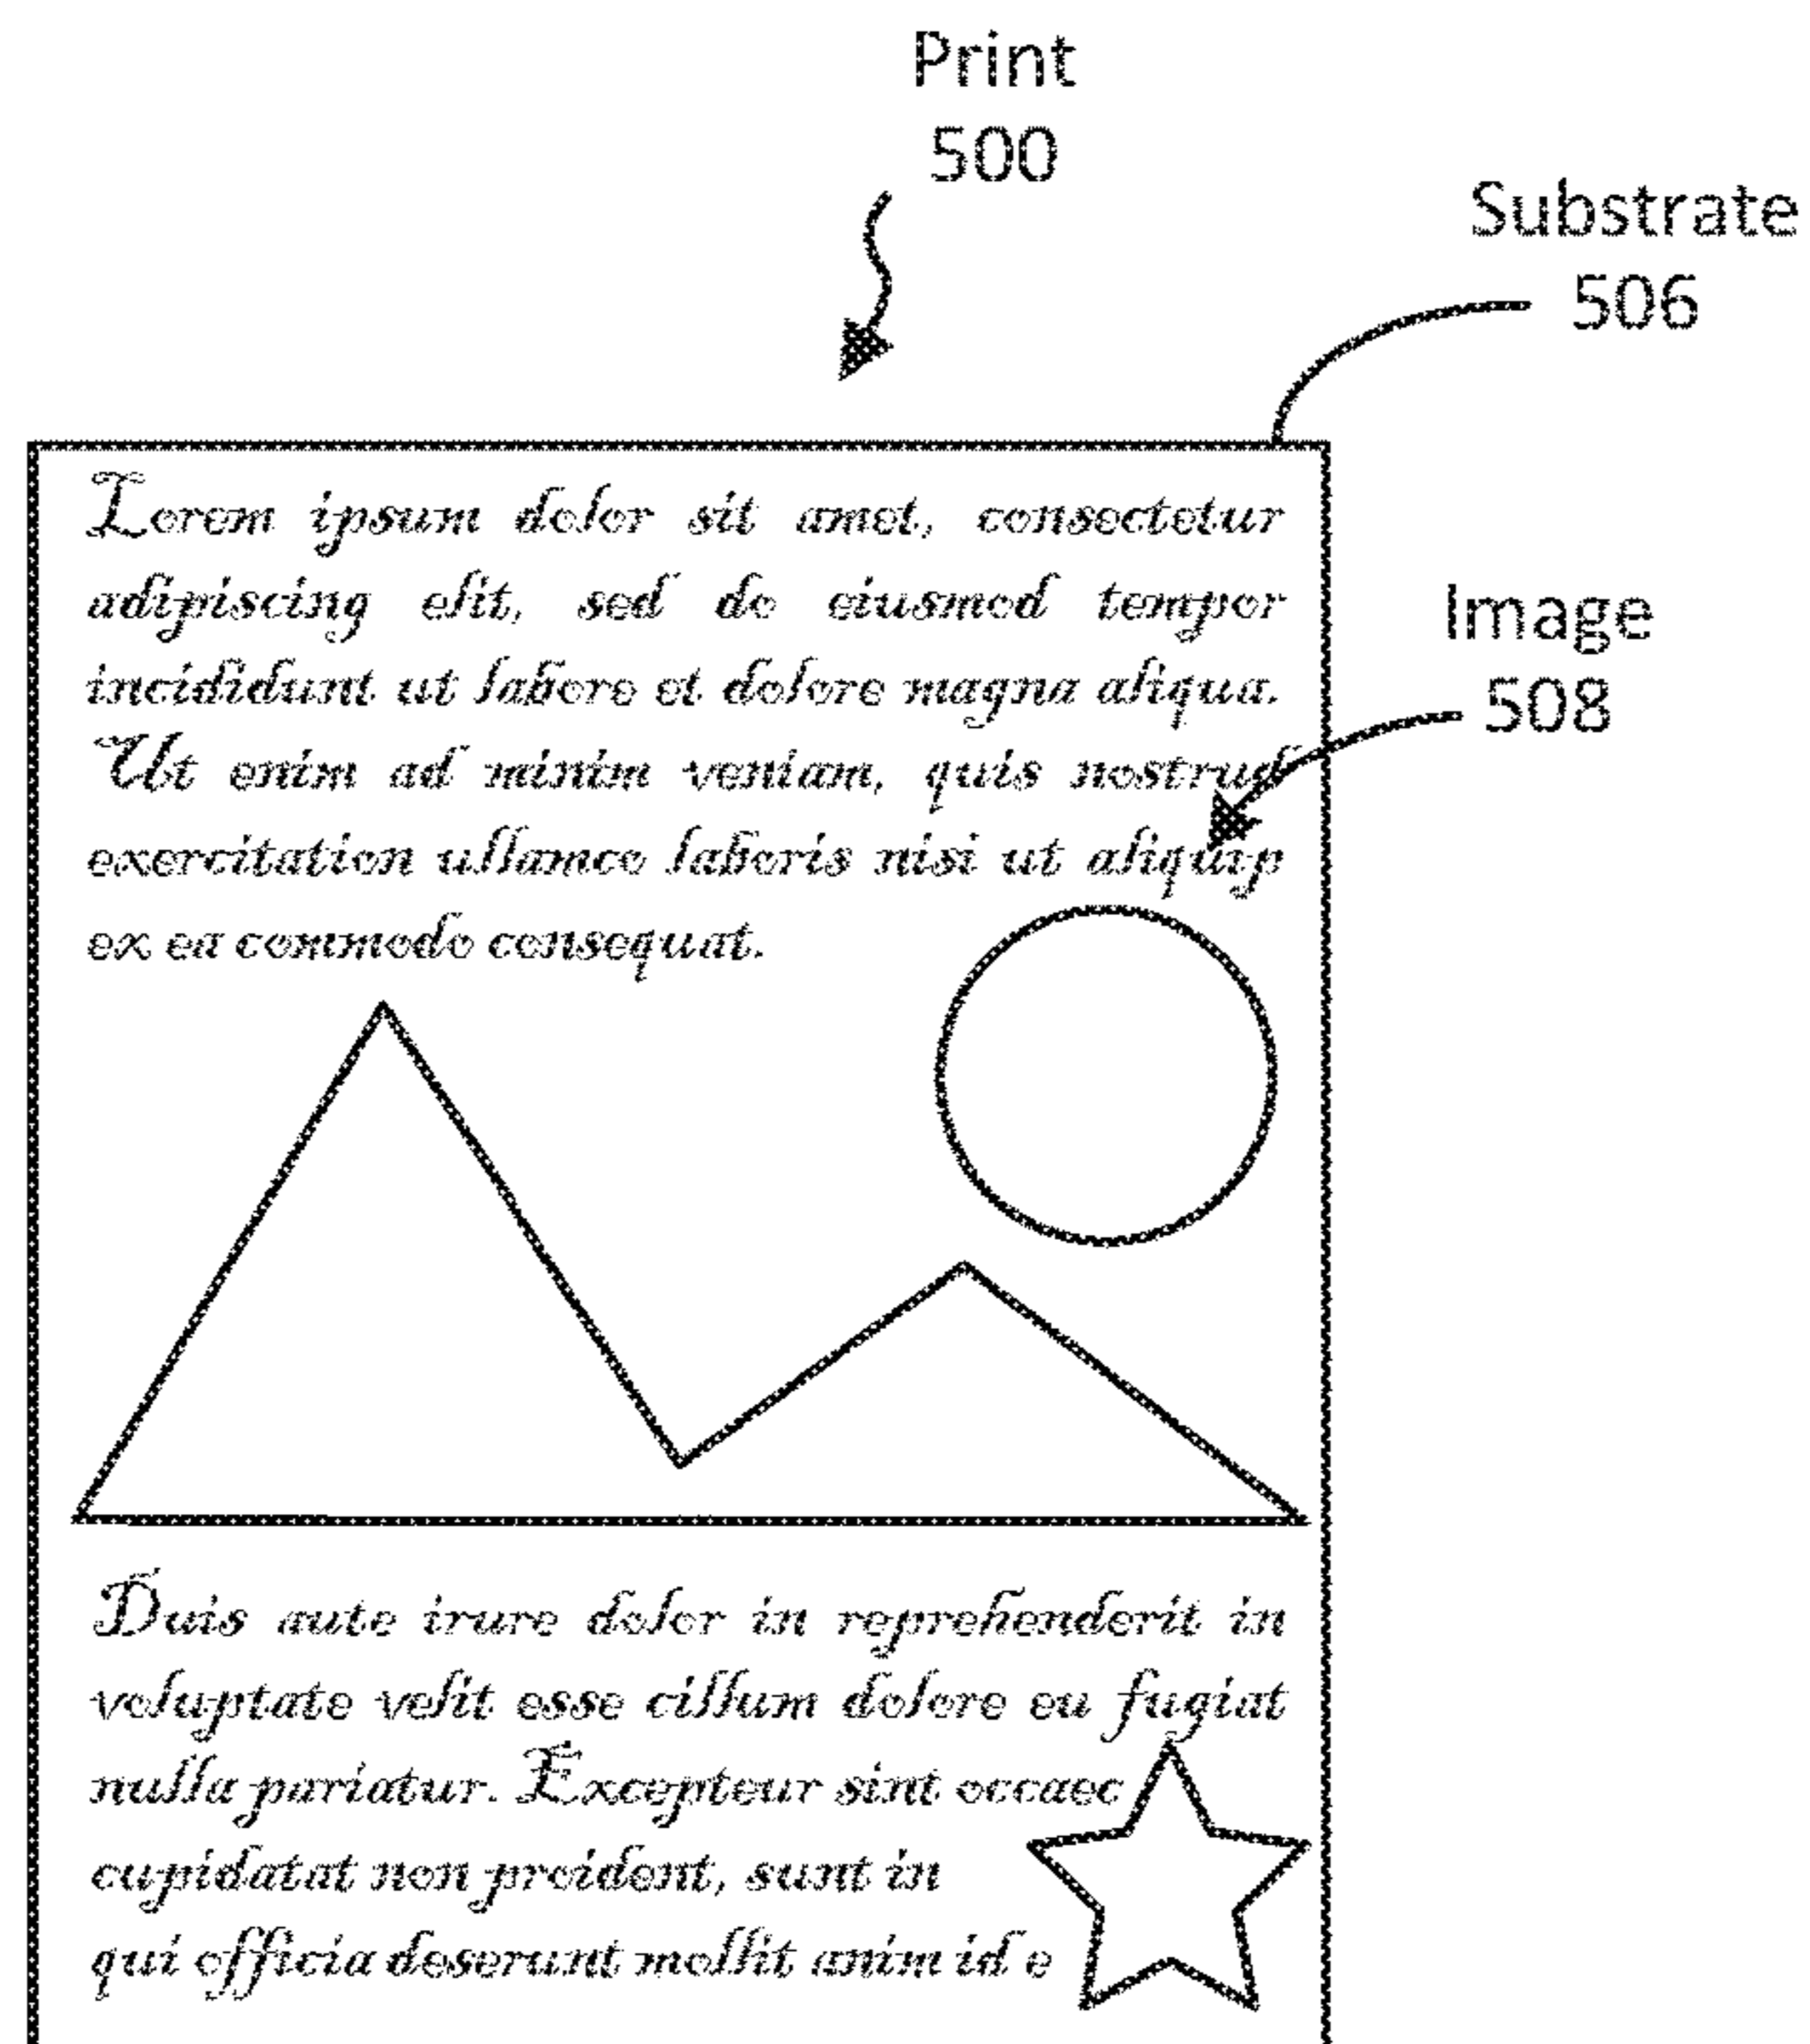 Print
500
Substrate
506
Lorem ipsum dolor sit amet, consectetur
adipiscing elit, sed do eiusmod tempor
incididunt ut labore et dolore magna aliqua.
Image
508
Ut enim ad minim veniam, quis nostrud
exercitation ullamco laboris nisi ut aliquip
ex ea commodo consequat.
Duis aute irure dolor in reprehenderit in
voluptate velit esse cillum dolore eu fugiat
nulla pariatur. Excepteur sint occaec
cupidatat non proident, sunt in
qui officia deserunt mollit anim id e